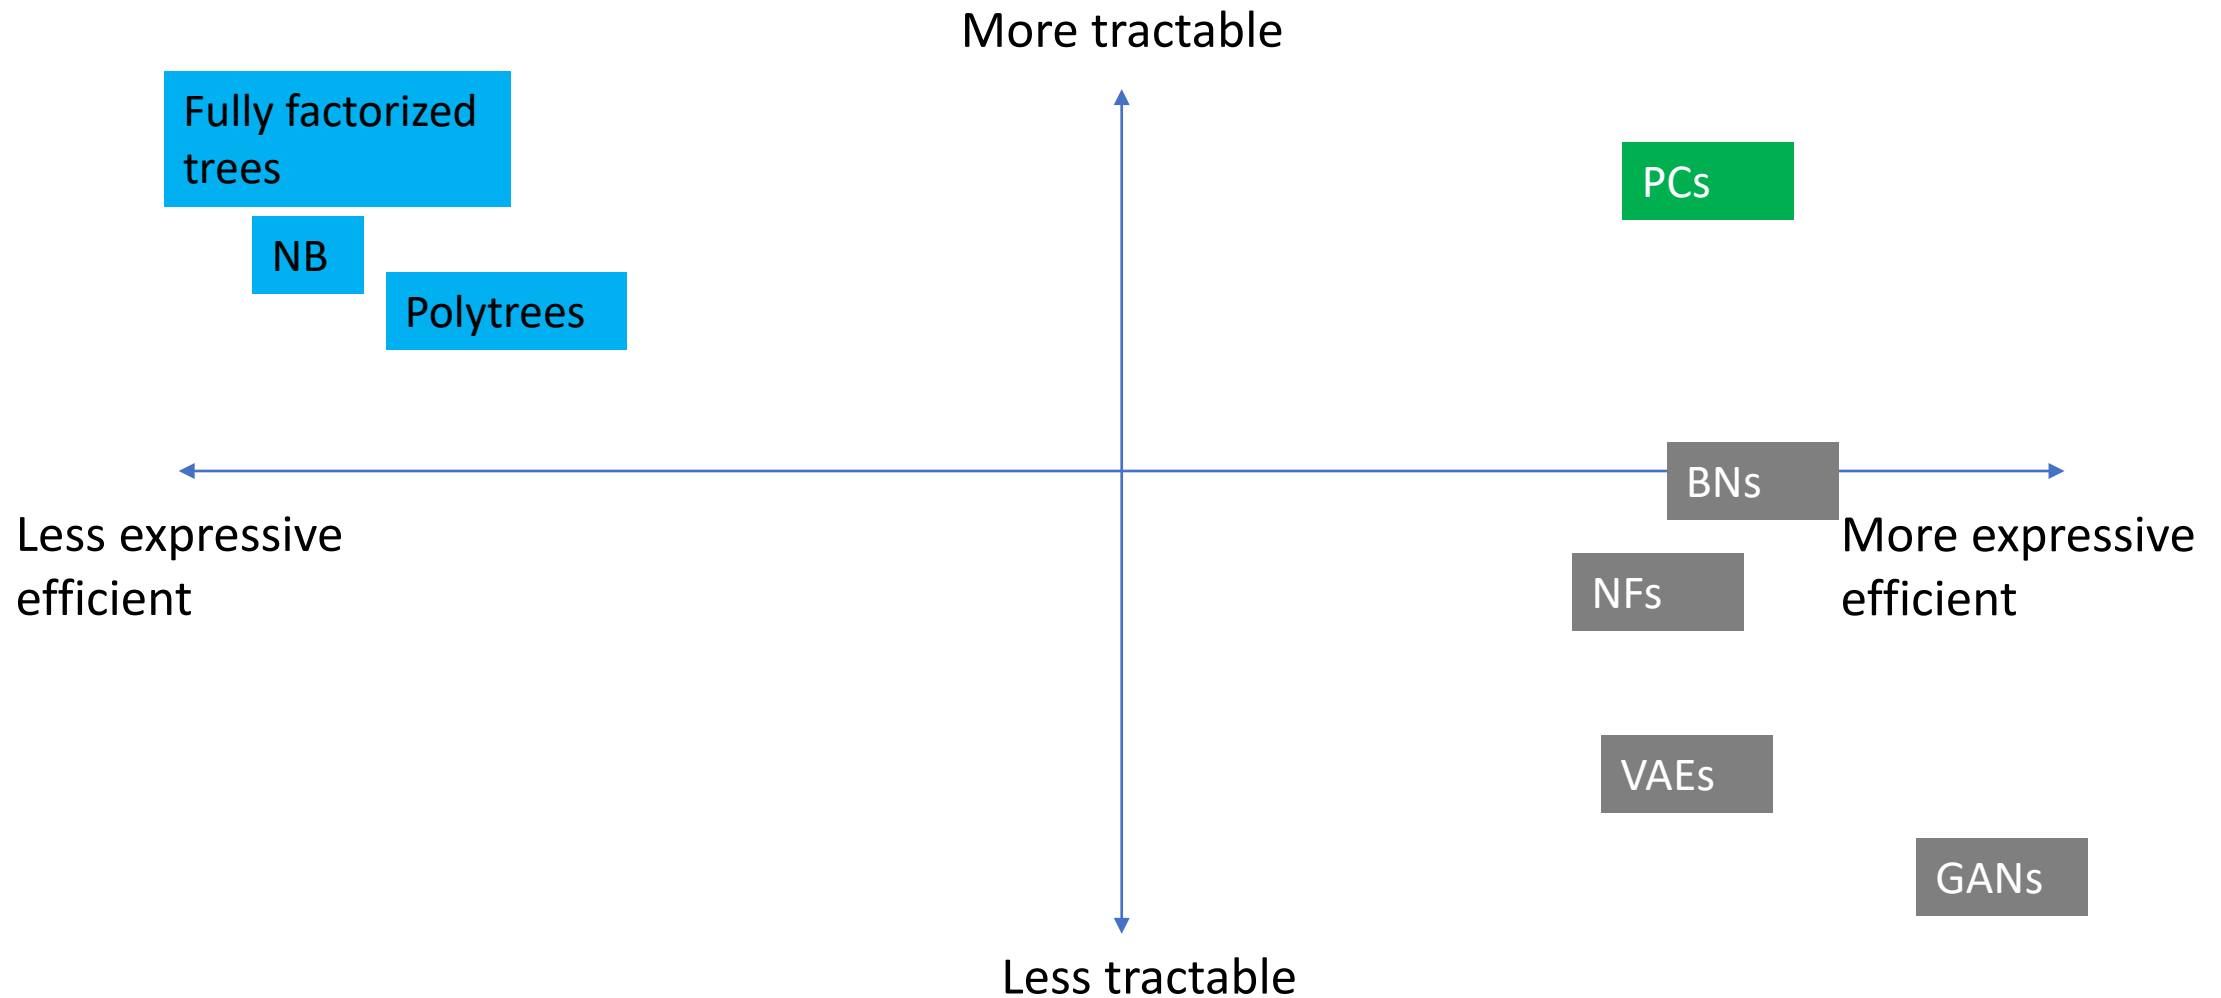 More tractable
Fully factorized
trees
PCs
NB
Polytrees
BNs
Less expressive
efficient
More expressive
efficient
NFs
VAEs
GANs
Less tractable